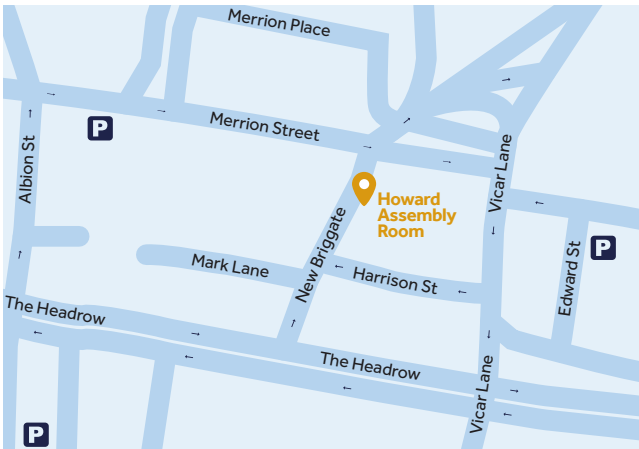 Merrion Place
Merrion Street
P
Albion St
Vicar Lane
Howard
Assembly
Room
New Briggate
Edward St
P
Mark Lane
Harrison St
The Headrow
The Headrow
Vicar Lane
P